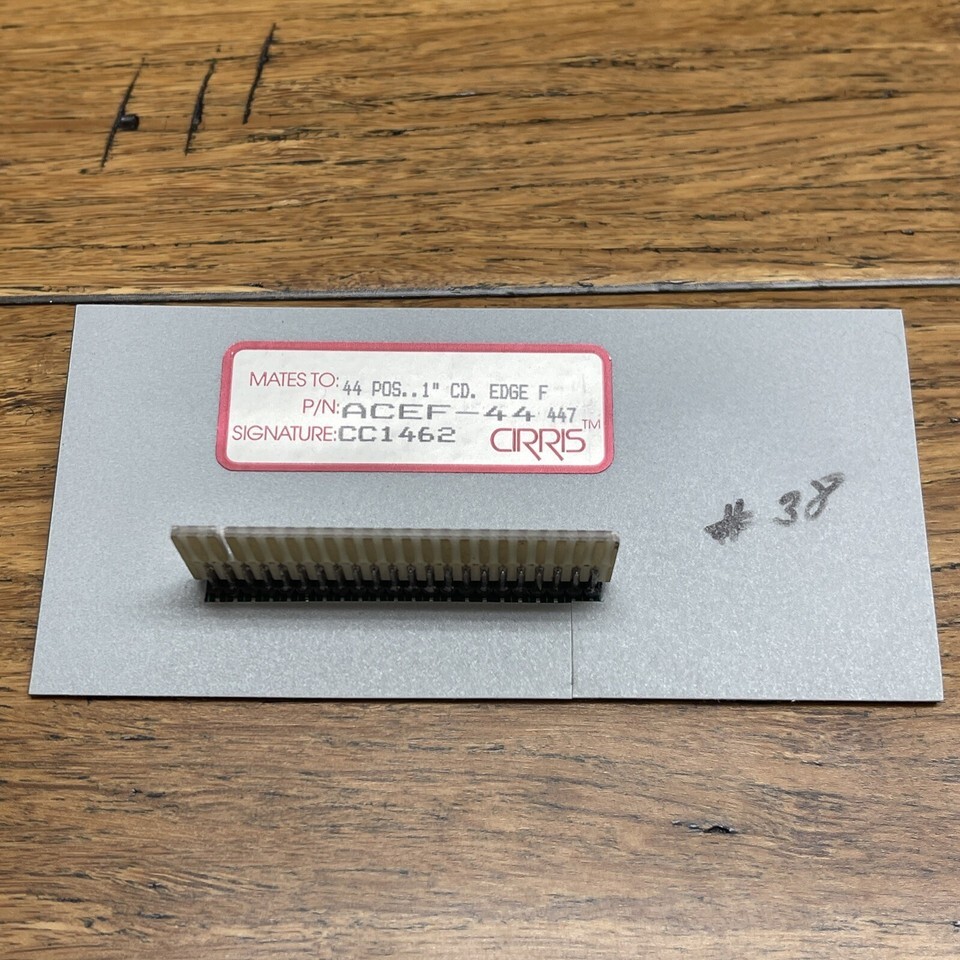 MATES TO: 44 POS..1" CD. EDGE F
P/N: ACEF-44 447
SIGNATURE: CC1462 CIRRIS™
# 38